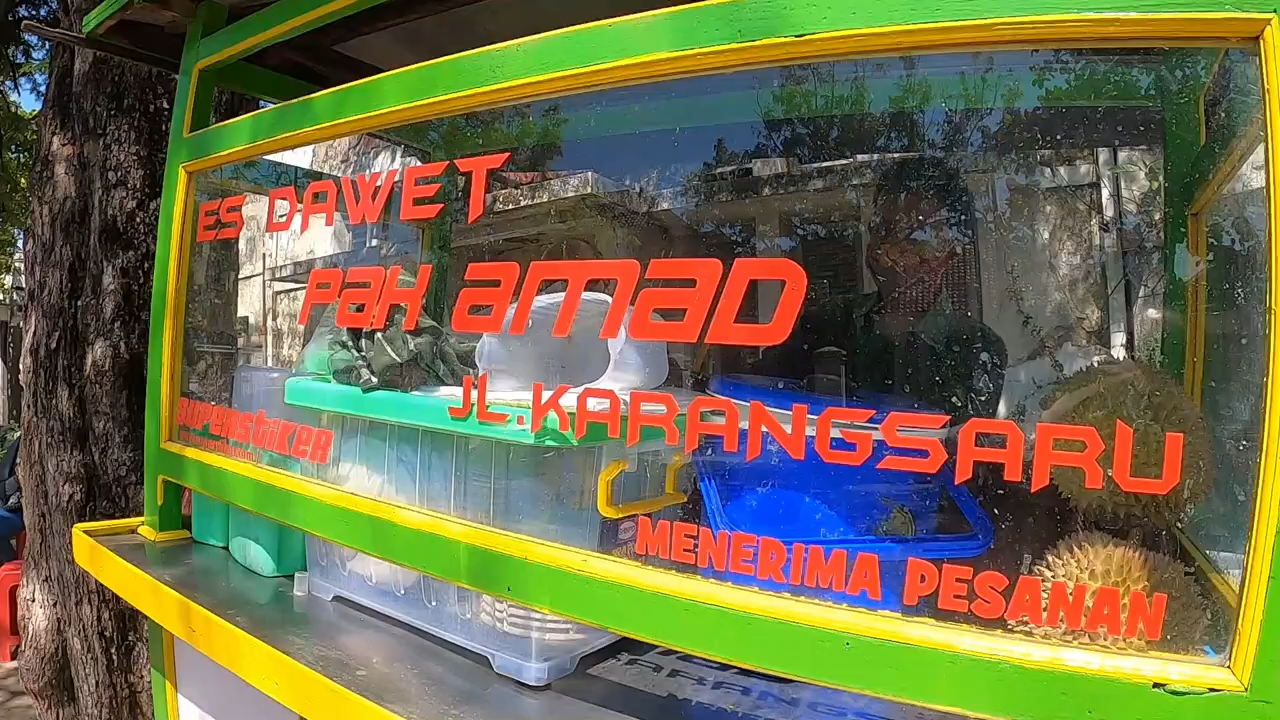 ES DAWET
PAK AMAD
JL.KARANGSARU
SUPERSTIKER
MENERIMA PESANAN